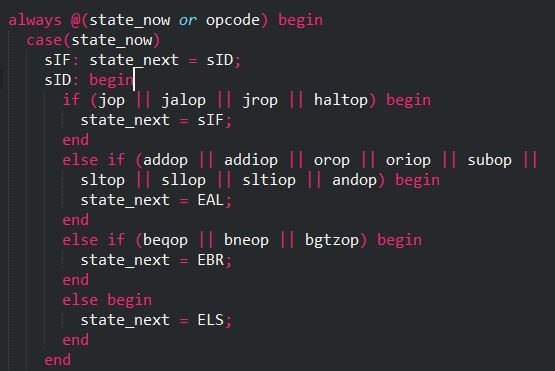 always @(state_now or opcode) begin
case(state_now)
sIF: state_next = sID;
sID: begin
if (jop || jalop || jrop || haltop) begin
state_next = sIF;
end
else if (addop || addiop || orop || oriop || subop ||
sltop || sllop || sltiop || andop) begin
state_next = EAL;
end
else if (beqop || bneop || bgtzop) begin
state_next = EBR;
end
else begin
state_next = ELS;
end
end